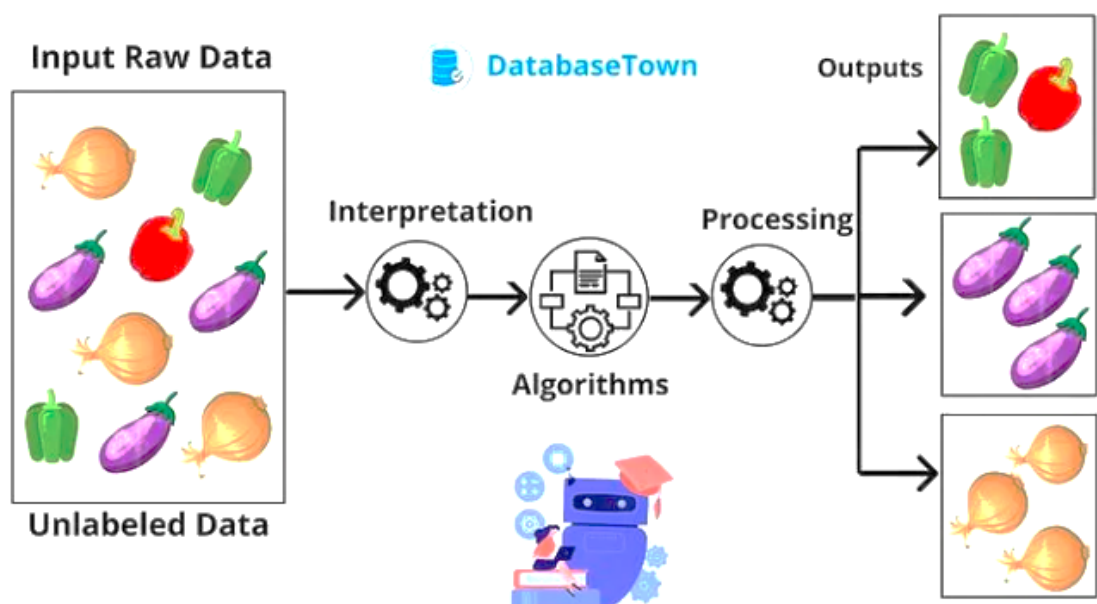 Input Raw Data
DatabaseTown
Outputs
Interpretation
Processing
Algorithms
Unlabeled Data